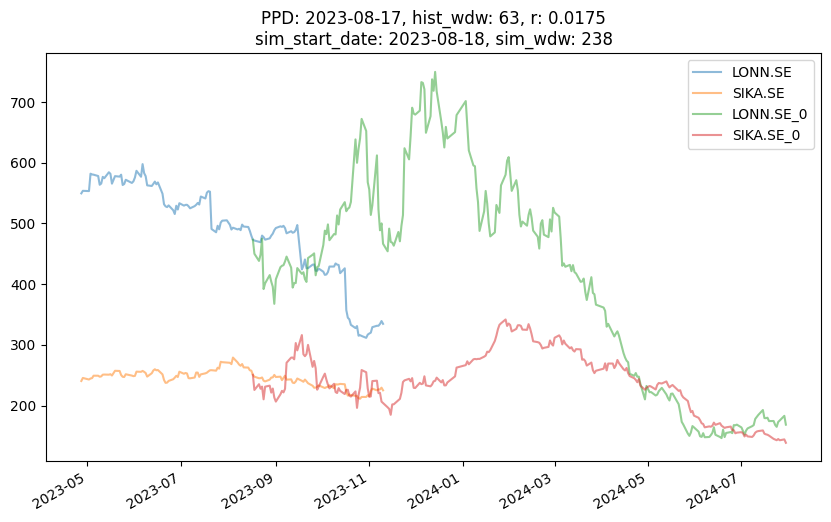 PPD: 2023-08-17, hist_wdw: 63, r: 0.0175
sim_start_date: 2023-08-18, sim_wdw: 238
LONN.SE
SIKA.SE
LONN.SE_0
SIKA.SE_0
700
600
500
400
300
200
2023-05
2023-07
2023-09
2023-11
2024-01
2024-03
2024-05
2024-07